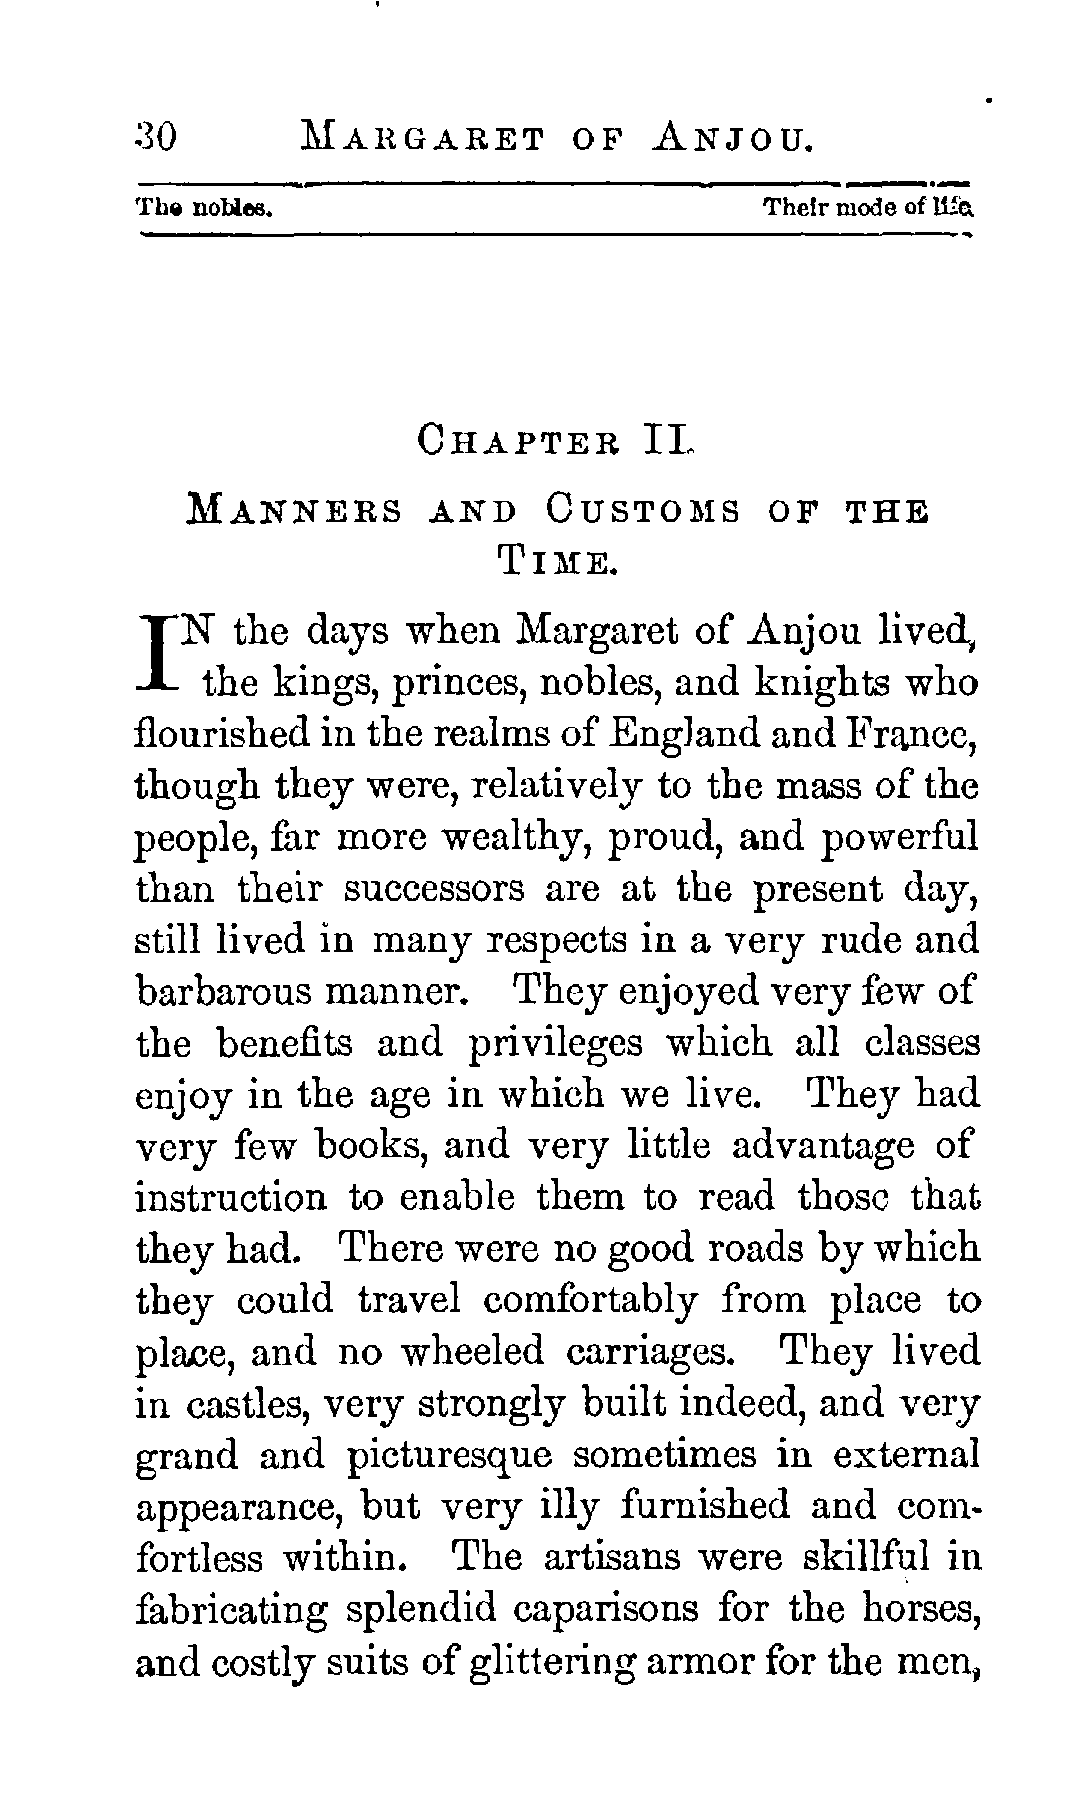 30 MARGARET OF ANJOU.
The nobles. Their mode of life.
CHAPTER II.
MANNERS AND CUSTOMS OF THE
TIME.
IN the days when Margaret of Anjou lived,
the kings, princes, nobles, and knights who
flourished in the realms of England and France,
though they were, relatively to the mass of the
people, far more wealthy, proud, and powerful
than their successors are at the present day,
still lived in many respects in a very rude and
barbarous manner. They enjoyed very few of
the benefits and privileges which all classes
enjoy in the age in which we live. They had
very few books, and very little advantage of
instruction to enable them to read those that
they had. There were no good roads by which
they could travel comfortably from place to
place, and no wheeled carriages. They lived
in castles, very strongly built indeed, and very
grand and picturesque sometimes in external
appearance, but very illy furnished and com-
fortless within. The artisans were skillful in
fabricating splendid caparisons for the horses,
and costly suits of glittering armor for the men,